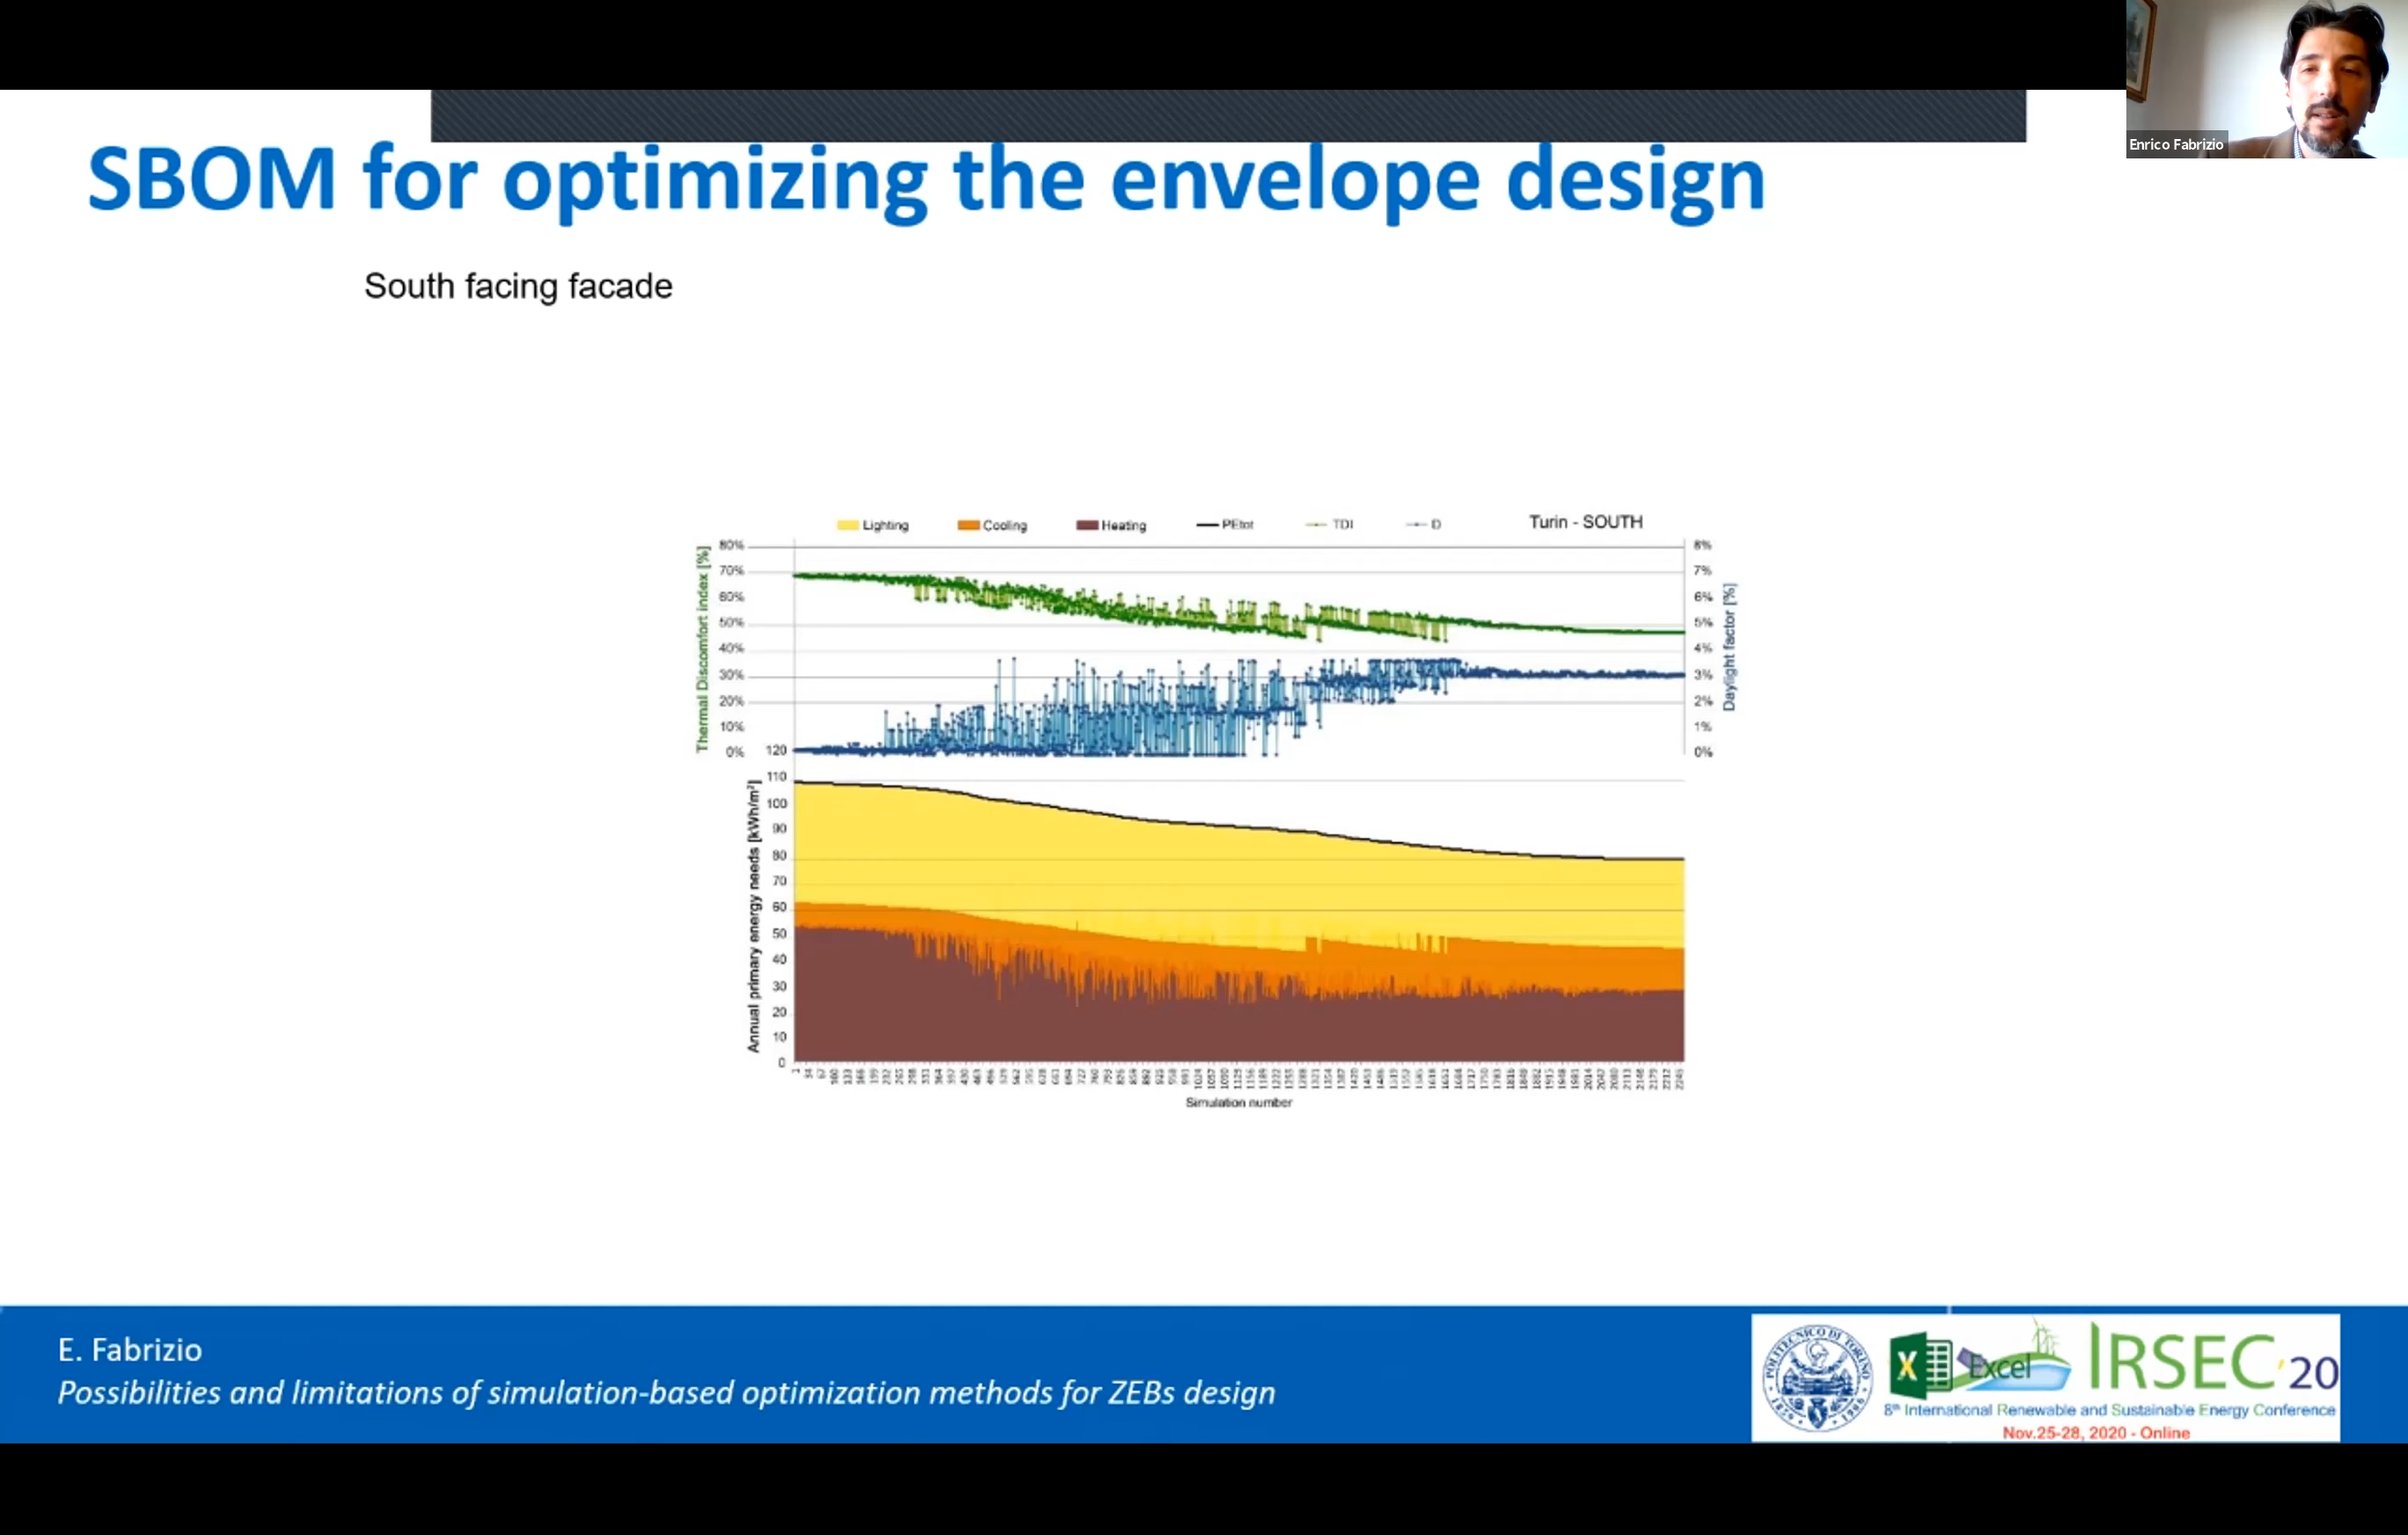 Enrico Fabrizio
SBOM for optimizing the envelope design
South facing facade
Lighting Cooling Heating PEtot TDI D Turin - SOUTH
Thermal Discomfort index [%]
80%
70%
60%
50%
40%
30%
20%
10%
0%
8%
7%
6%
5%
4%
3%
2%
1%
0%
Daylight factor [%]
Annual primary energy needs [kWh/m²]
120
110
100
90
80
70
60
50
40
30
20
10
0
Simulation number
E. Fabrizio
Possibilities and limitations of simulation-based optimization methods for ZEBs design
POLITECNICO DI TORINO
X Excel IRSEC '20
8th International Renewable and Sustainable Energy Conference
Nov.25-28, 2020 - Online